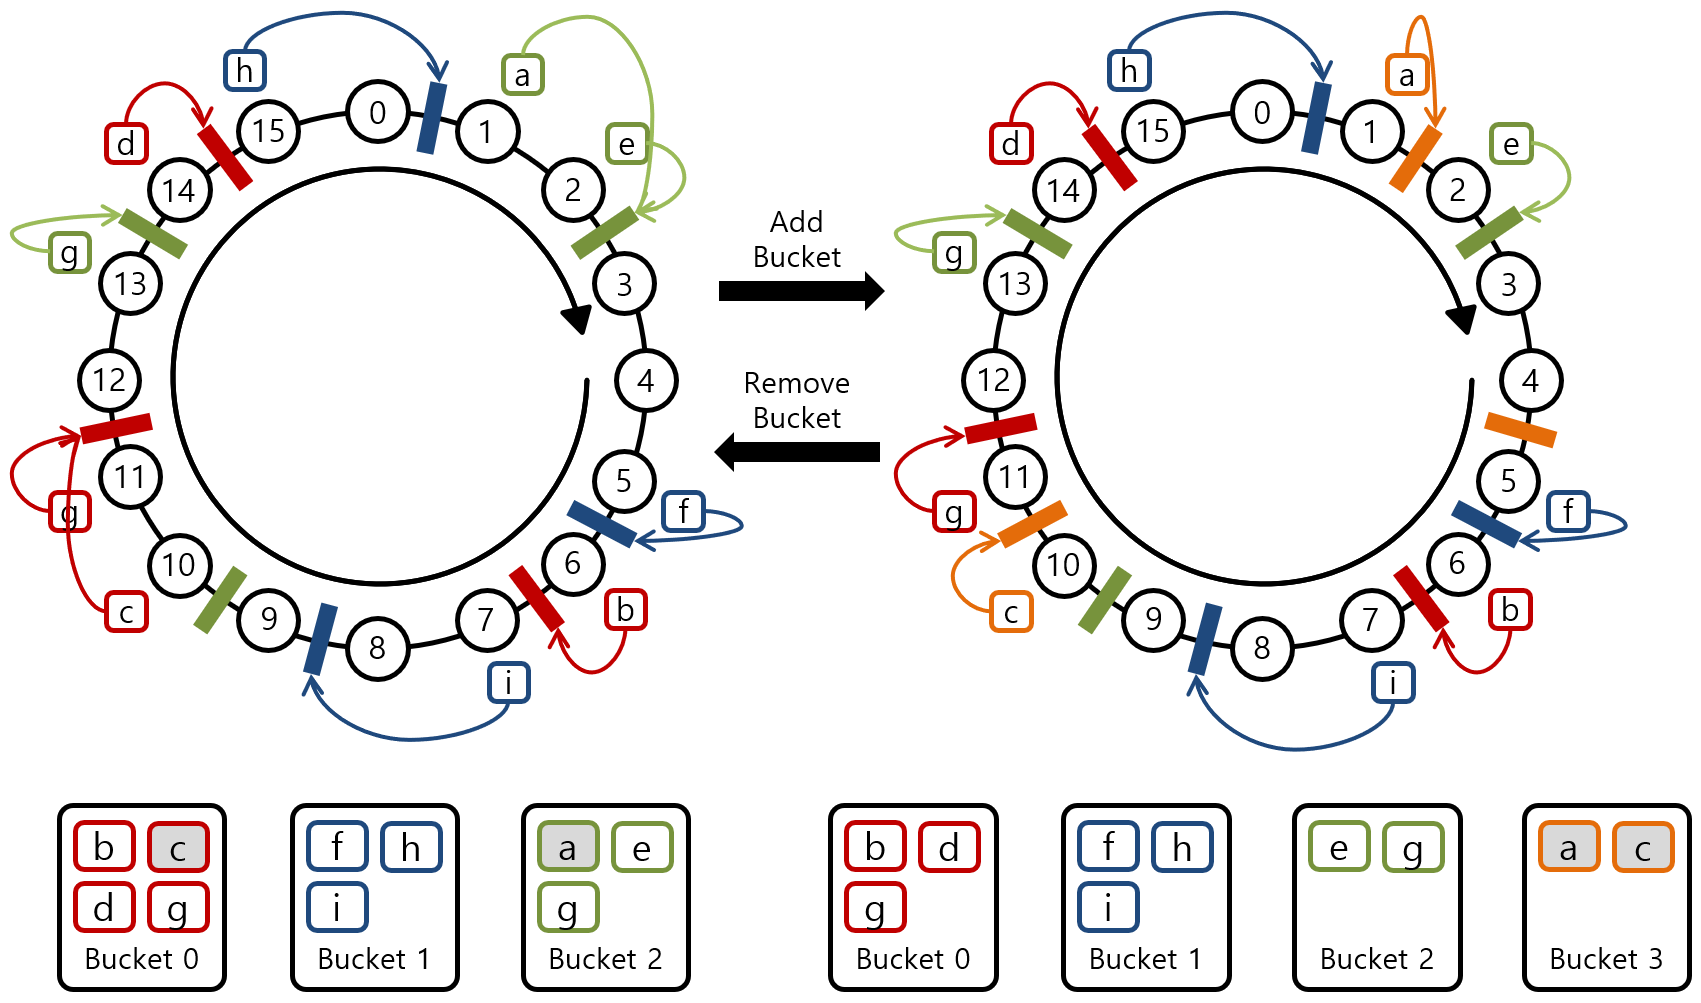 h
a
d
e
g
0
1
2
3
4
5
6
7
8
9
10
11
12
13
14
15
g
c
f
b
i
Add
Bucket
Remove
Bucket
h
a
d
e
g
0
1
2
3
4
5
6
7
8
9
10
11
12
13
14
15
g
c
f
b
i
b c
d g
Bucket 0
f h
i
Bucket 1
a e
g
Bucket 2
b d
g
Bucket 0
f h
i
Bucket 1
e g
Bucket 2
a c
Bucket 3